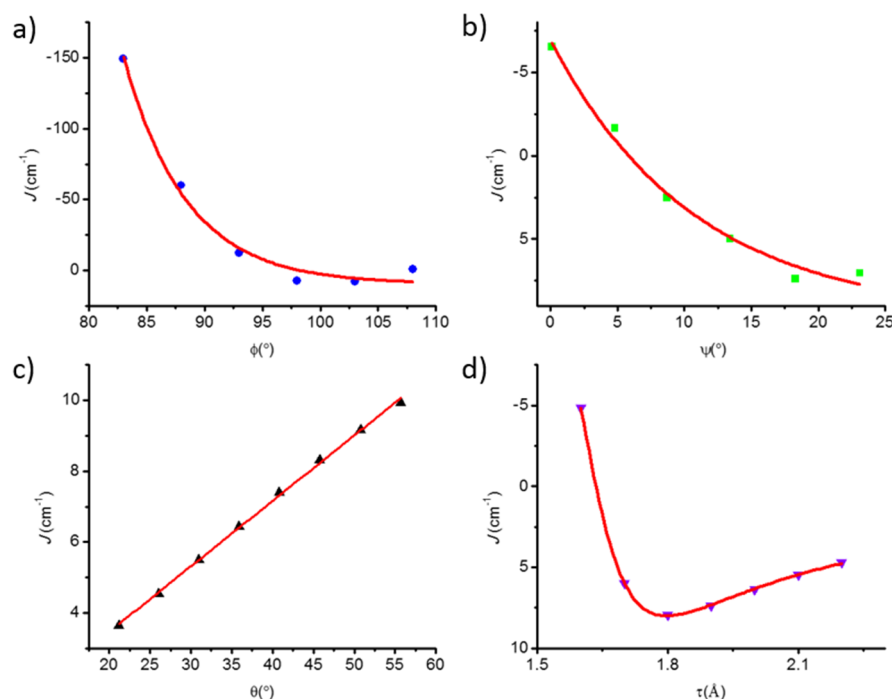 a)
-150
-100
-50
0
J(cm⁻¹)
80 85 90 95 100 105 110
ϕ(°)
b)
-5
0
5
J(cm⁻¹)
0 5 10 15 20 25
ψ(°)
c)
10
8
6
4
J(cm⁻¹)
20 25 30 35 40 45 50 55 60
θ(°)
d)
-5
0
5
10
J(cm⁻¹)
1.5 1.8 2.1
τ(Å)